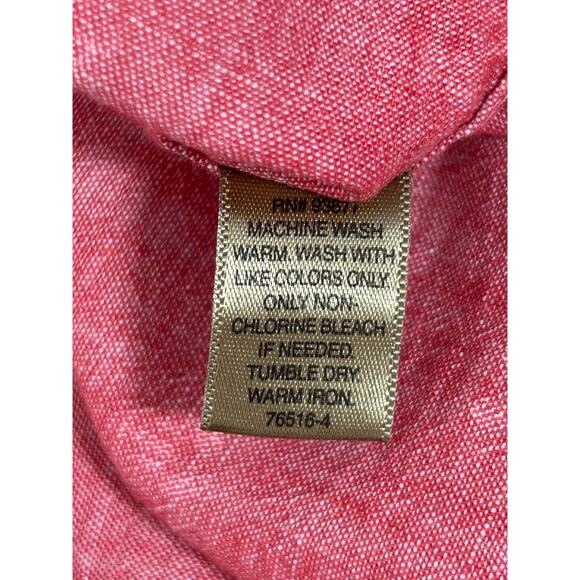 RN# 93677
MACHINE WASH
WARM. WASH WITH
LIKE COLORS ONLY
ONLY NON-
CHLORINE BLEACH
IF NEEDED.
TUMBLE DRY.
WARM IRON.
76516-4